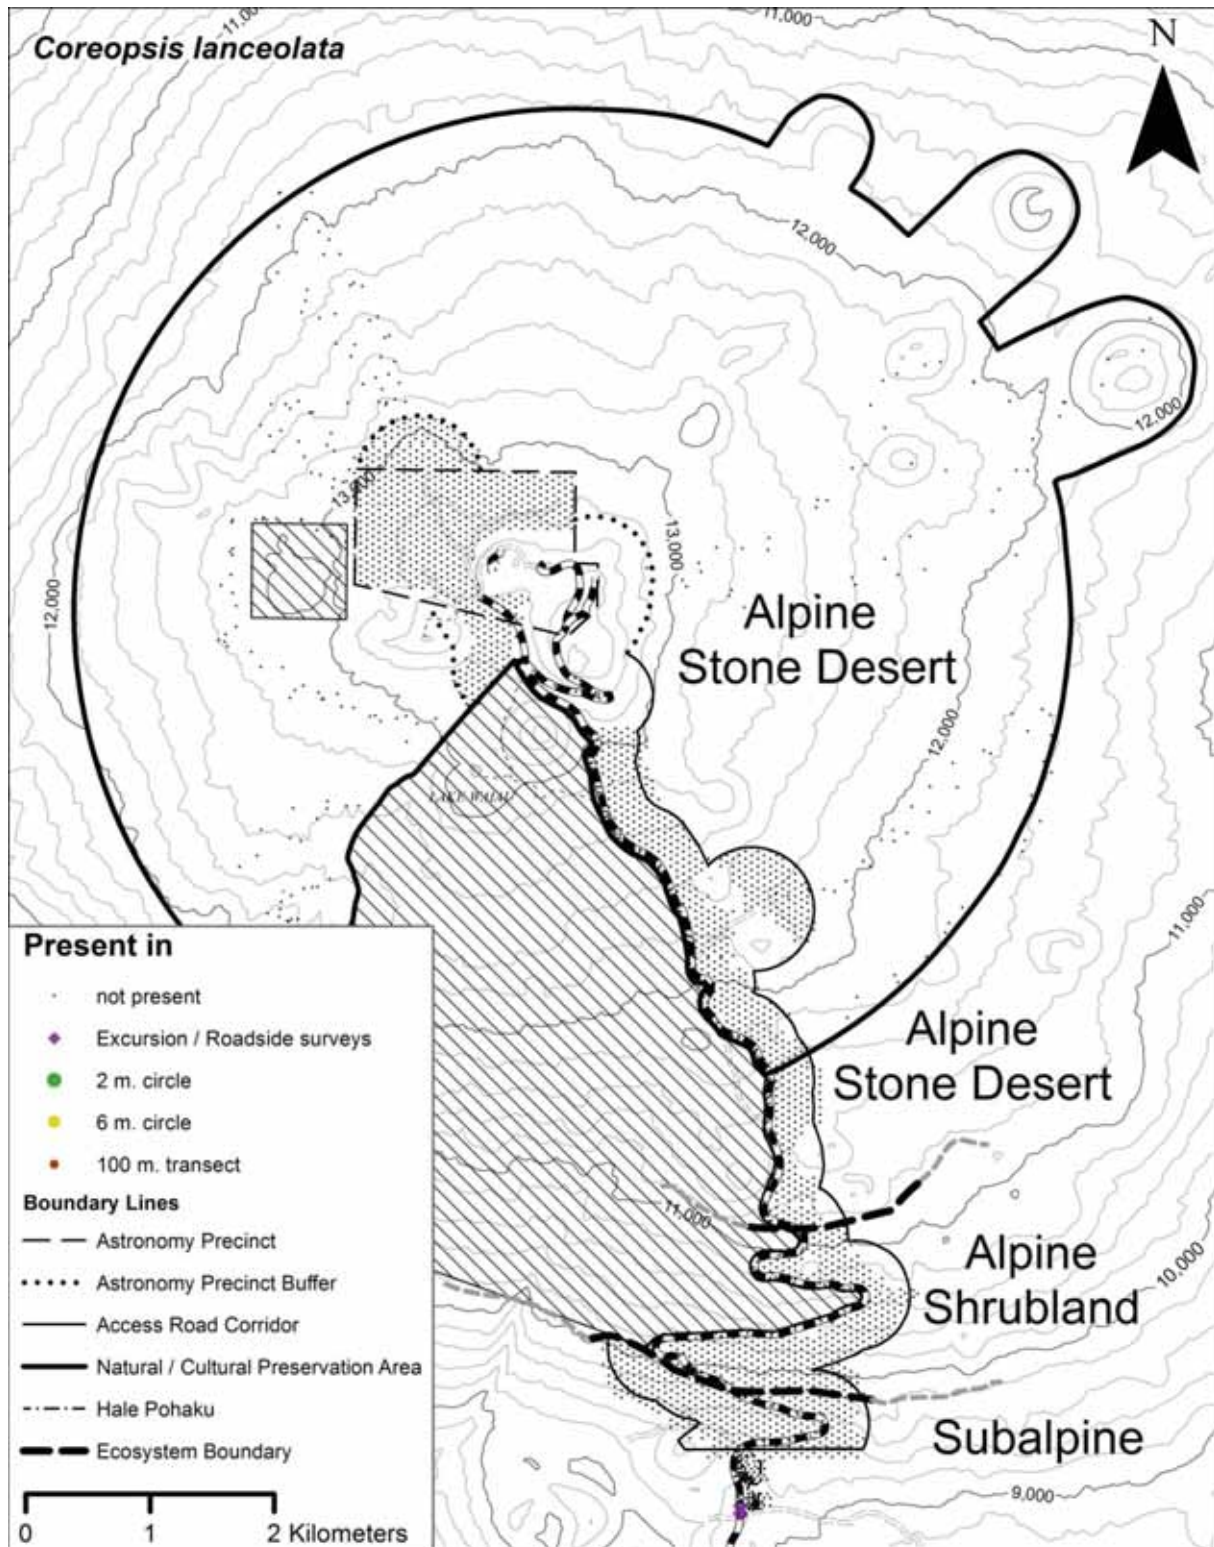 11,000
11,000
N
Coreopsis lanceolata
12,000
12,000
13,000
13,000
12,000
Alpine
Stone Desert
12,000
LAKE WAIAU
11,000
Present in
not present
Excursion / Roadside surveys
2 m. circle
6 m. circle
100 m. transect
Boundary Lines
Astronomy Precinct
Astronomy Precinct Buffer
Access Road Corridor
Natural / Cultural Preservation Area
Hale Pohaku
Ecosystem Boundary
0 1 2 Kilometers
Alpine
Stone Desert
11,000
Alpine
Shrubland
10,000
Subalpine
9,000